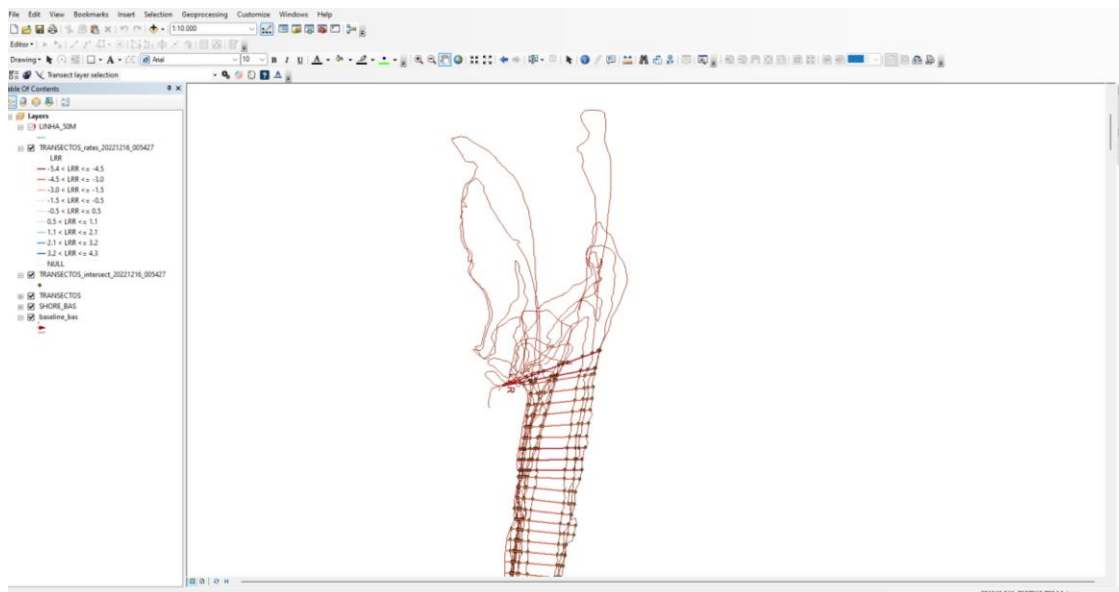 File Edit View Bookmarks Insert Selection Geoprocessing Customize Windows Help
1:10.000
Editor
Drawing A Arial 10 B I U A
Transect layer selection
able Of Contents
Layers
LINHA_50M
TRANSECTOS_rates_20221216_005427
LRR
-5.4 < LRR <= -4.5
-4.5 < LRR <= -3.0
-3.0 < LRR <= -1.5
-1.5 < LRR <= -0.5
-0.5 < LRR <= 0.5
0.5 < LRR <= 1.1
1.1 < LRR <= 2.1
2.1 < LRR <= 3.2
3.2 < LRR <= 4.3
NULL
TRANSECTOS_intersect_20221216_005427
TRANSECTOS
SHORE_BAS
baseline_bas
R